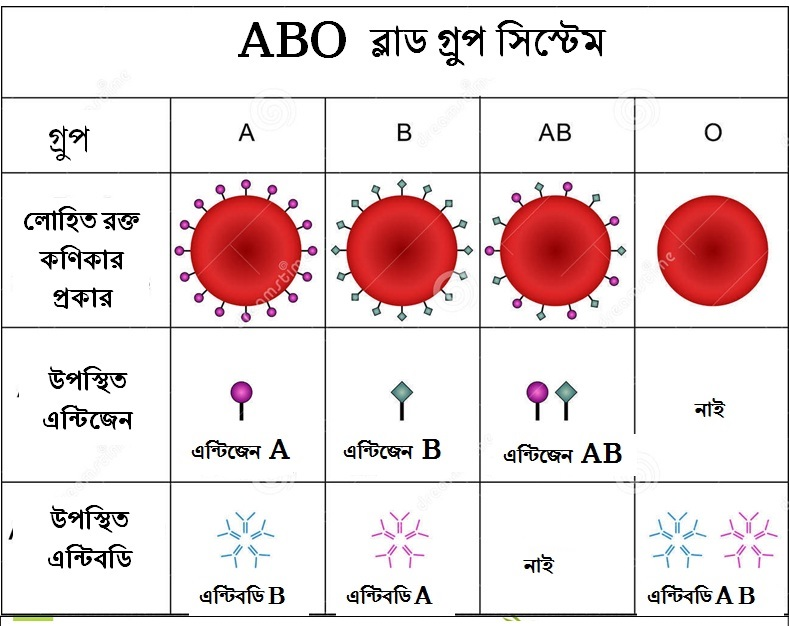 ABO ব্লাড গ্রুপ সিস্টেম
গ্রুপ A B AB O
লোহিত রক্ত
কণিকার
প্রকার
উপস্থিত
এন্টিজেন
এন্টিজেন A এন্টিজেন B এন্টিজেন AB নাই
উপস্থিত
এন্টিবডি
এন্টিবডি B এন্টিবডি A নাই এন্টিবডি A B